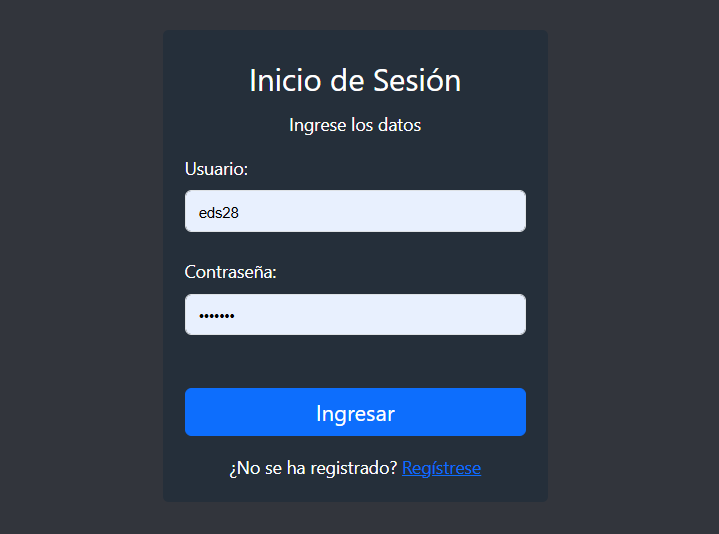 Inicio de Sesión
Ingrese los datos
Usuario:
eds28
Contraseña:
•••••••
Ingresar
¿No se ha registrado? Regístrese